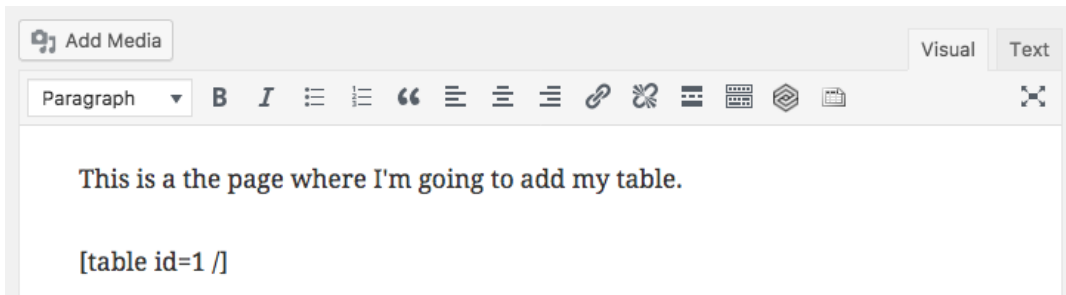 Add Media
Visual Text
Paragraph B I
This is a the page where I'm going to add my table.
[table id=1 /]